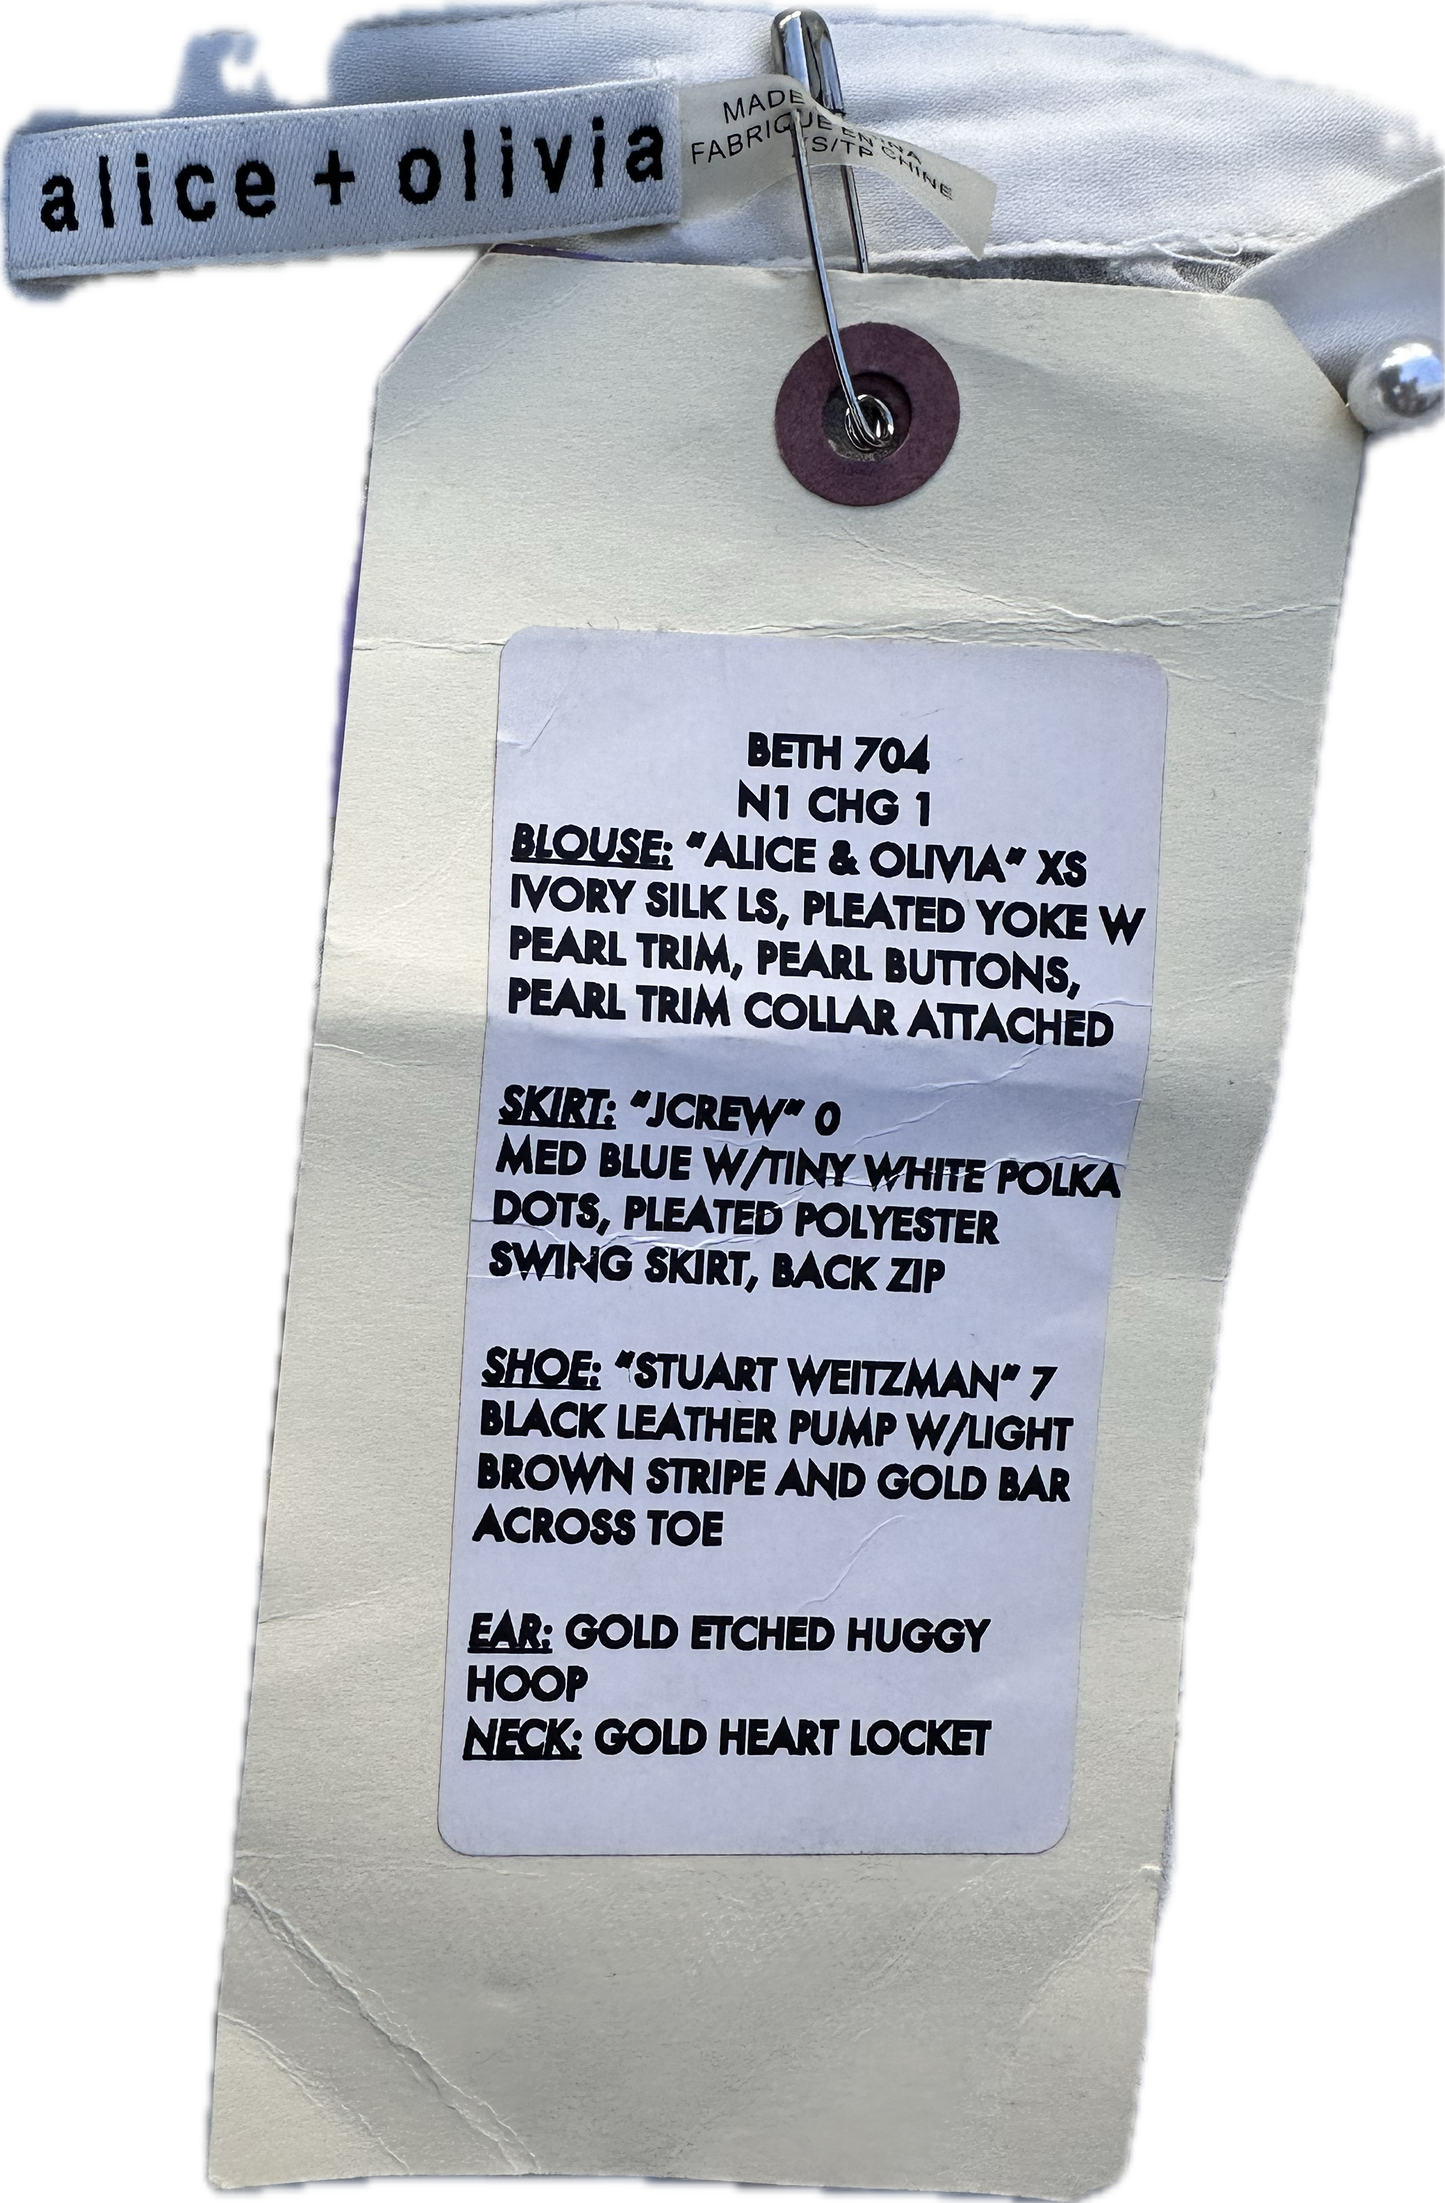 alice + olivia
MADE
FABRIQUE EN
XS/TP CHINE
BETH 704
N1 CHG 1
BLOUSE: "ALICE & OLIVIA" XS
IVORY SILK LS, PLEATED YOKE W
PEARL TRIM, PEARL BUTTONS,
PEARL TRIM COLLAR ATTACHED
SKIRT: "JCREW" 0
MED BLUE W/TINY WHITE POLKA
DOTS, PLEATED POLYESTER
SWING SKIRT, BACK ZIP
SHOE: "STUART WEITZMAN" 7
BLACK LEATHER PUMP W/LIGHT
BROWN STRIPE AND GOLD BAR
ACROSS TOE
EAR: GOLD ETCHED HUGGY
HOOP
NECK: GOLD HEART LOCKET